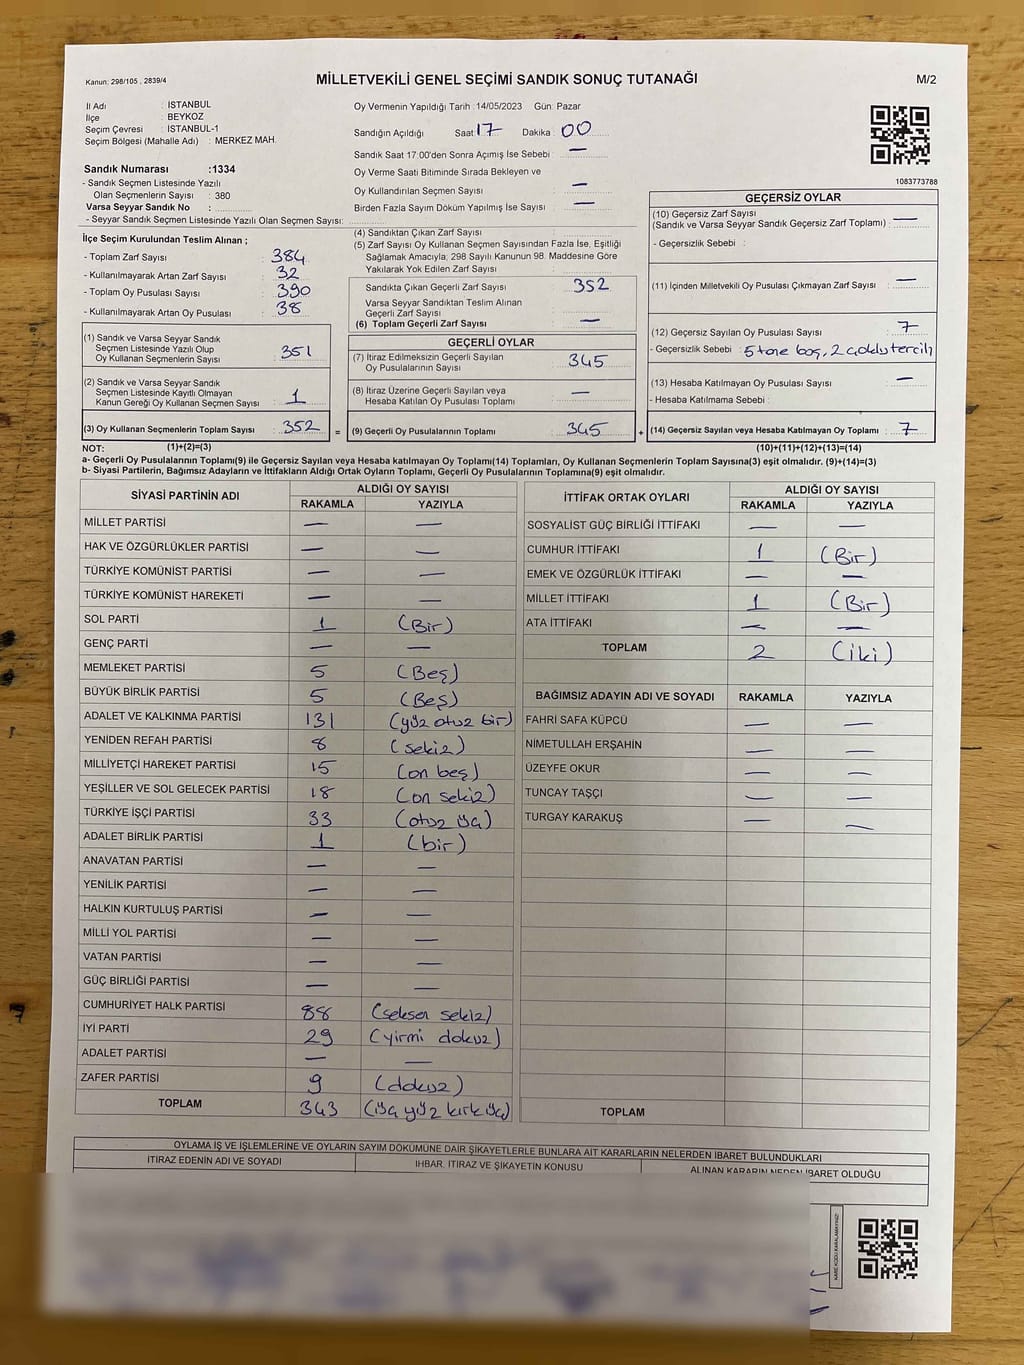 Kanun: 298/105 , 2839/4
MİLLETVEKİLİ GENEL SEÇİMİ SANDIK SONUÇ TUTANAĞI
M/2
İl Adı : İSTANBUL
İlçe : BEYKOZ
Seçim Çevresi : İSTANBUL-1
Seçim Bölgesi (Mahalle Adı) : MERKEZ MAH.
Sandık Numarası :1334
- Sandık Seçmen Listesinde Yazılı
Olan Seçmenlerin Sayısı : 380
Varsa Seyyar Sandık No :
- Seyyar Sandık Seçmen Listesinde Yazılı Olan Seçmen Sayısı:
Oy Vermenin Yapıldığı Tarih :14/05/2023 Gün: Pazar
Sandığın Açıldığı Saat 17 Dakika 00
Sandık Saat 17:00'den Sonra Açımış İse Sebebi : —
Oy Verme Saati Bitiminde Sırada Bekleyen ve
Oy Kullandırılan Seçmen Sayısı : —
Birden Fazla Sayım Döküm Yapılmış İse Sayısı : —
1083773788
İlçe Seçim Kurulundan Teslim Alınan ;
- Toplam Zarf Sayısı : 384
- Kullanılmayarak Artan Zarf Sayısı : 32
- Toplam Oy Pusulası Sayısı : 390
- Kullanılmayarak Artan Oy Pusulası : 38
(4) Sandıktan Çıkan Zarf Sayısı :
(5) Zarf Sayısı Oy Kullanan Seçmen Sayısından Fazla İse, Eşitliği
Sağlamak Amacıyla; 298 Sayılı Kanunun 98. Maddesine Göre
Yakılarak Yok Edilen Zarf Sayısı :
Sandıkta Çıkan Geçerli Zarf Sayısı : 352
Varsa Seyyar Sandıktan Teslim Alınan
Geçerli Zarf Sayısı :
(6) Toplam Geçerli Zarf Sayısı : —
GEÇERSİZ OYLAR
(10) Geçersiz Zarf Sayısı
(Sandık ve Varsa Seyyar Sandık Geçersiz Zarf Toplamı) : —
- Geçersizlik Sebebi :
(11) İçinden Milletvekili Oy Pusulası Çıkmayan Zarf Sayısı : —
(12) Geçersiz Sayılan Oy Pusulası Sayısı : 7
- Geçersizlik Sebebi : 5 tane boş, 2 çoklu tercih
(13) Hesaba Katılmayan Oy Pusulası Sayısı : —
- Hesaba Katılmama Sebebi :
(14) Geçersiz Sayılan veya Hesaba Katılmayan Oy Toplamı : 7
(10)+(11)+(12)+(13)=(14)
(1) Sandık ve Varsa Seyyar Sandık
Seçmen Listesinde Yazılı Olup
Oy Kullanan Seçmenlerin Sayısı : 351
(2) Sandık ve Varsa Seyyar Sandık
Seçmen Listesinde Kayıtlı Olmayan
Kanun Gereği Oy Kullanan Seçmen Sayısı : 1
(3) Oy Kullanan Seçmenlerin Toplam Sayısı : 352 =
GEÇERLİ OYLAR
(7) İtiraz Edilmeksizin Geçerli Sayılan
Oy Pusulalarının Sayısı : 345
(8) İtiraz Üzerine Geçerli Sayılan veya
Hesaba Katılan Oy Pusulası Toplamı : —
(9) Geçerli Oy Pusulalarının Toplamı : 345 +
NOT: (1)+(2)=(3)
a- Geçerli Oy Pusulalarının Toplamı(9) ile Geçersiz Sayılan veya Hesaba katılmayan Oy Toplamı(14) Toplamları, Oy Kullanan Seçmenlerin Toplam Sayısına(3) eşit olmalıdır. (9)+(14)=(3)
b- Siyasi Partilerin, Bağımsız Adayların ve İttifakların Aldığı Ortak Oyların Toplamı, Geçerli Oy Pusulalarının Toplamına(9) eşit olmalıdır.
SİYASİ PARTİNİN ADI ALDIĞI OY SAYISI
RAKAMLA YAZIYLA
MİLLET PARTİSİ — —
HAK VE ÖZGÜRLÜKLER PARTİSİ — —
TÜRKİYE KOMÜNİST PARTİSİ — —
TÜRKİYE KOMÜNİST HAREKETİ — —
SOL PARTİ 1 (Bir)
GENÇ PARTİ — —
MEMLEKET PARTİSİ 5 (Beş)
BÜYÜK BİRLİK PARTİSİ 5 (Beş)
ADALET VE KALKINMA PARTİSİ 131 (yüz otuz bir)
YENİDEN REFAH PARTİSİ 8 (sekiz)
MİLLİYETÇİ HAREKET PARTİSİ 15 (on beş)
YEŞİLLER VE SOL GELECEK PARTİSİ 18 (on sekiz)
TÜRKİYE İŞÇİ PARTİSİ 33 (otuz üç)
ADALET BİRLİK PARTİSİ 1 (bir)
ANAVATAN PARTİSİ — —
YENİLİK PARTİSİ — —
HALKIN KURTULUŞ PARTİSİ — —
MİLLİ YOL PARTİSİ — —
VATAN PARTİSİ — —
GÜÇ BİRLİĞİ PARTİSİ — —
CUMHURİYET HALK PARTİSİ 88 (seksen sekiz)
İYİ PARTİ 29 (yirmi dokuz)
ADALET PARTİSİ — —
ZAFER PARTİSİ 9 (dokuz)
TOPLAM 343 (üç yüz kırk üç)
İTTİFAK ORTAK OYLARI ALDIĞI OY SAYISI
RAKAMLA YAZIYLA
SOSYALİST GÜÇ BİRLİĞİ İTTİFAKI — —
CUMHUR İTTİFAKI 1 (Bir)
EMEK VE ÖZGÜRLÜK İTTİFAKI — —
MİLLET İTTİFAKI 1 (Bir)
ATA İTTİFAKI — —
TOPLAM 2 (iki)
BAĞIMSIZ ADAYIN ADI VE SOYADI RAKAMLA YAZIYLA
FAHRİ SAFA KÜPCÜ — —
NİMETULLAH ERŞAHİN — —
ÜZEYFE OKUR — —
TUNCAY TAŞÇI — —
TURGAY KARAKUŞ — —
TOPLAM
OYLAMA İŞ VE İŞLEMLERİNE VE OYLARIN SAYIM DÖKÜMÜNE DAİR ŞİKAYETLERLE BUNLARA AİT KARARLARIN NELERDEN İBARET BULUNDUKLARI
İTİRAZ EDENİN ADI VE SOYADI İHBAR, İTİRAZ VE ŞİKAYETİN KONUSU ALINAN KARARIN NEDEN İBARET OLDUĞU
KARE KODU KARALAMAYINIZ!